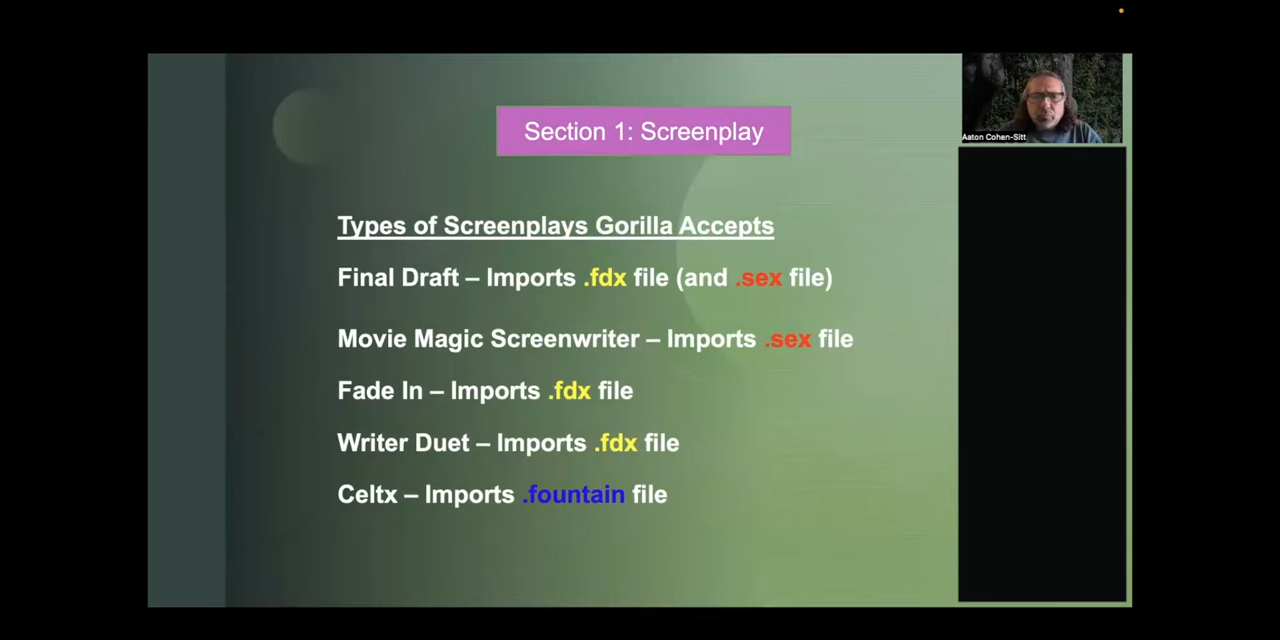 Section 1: Screenplay
Aaton Cohen-Sitt
Types of Screenplays Gorilla Accepts
Final Draft – Imports .fdx file (and .sex file)
Movie Magic Screenwriter – Imports .sex file
Fade In – Imports .fdx file
Writer Duet – Imports .fdx file
Celtx – Imports .fountain file